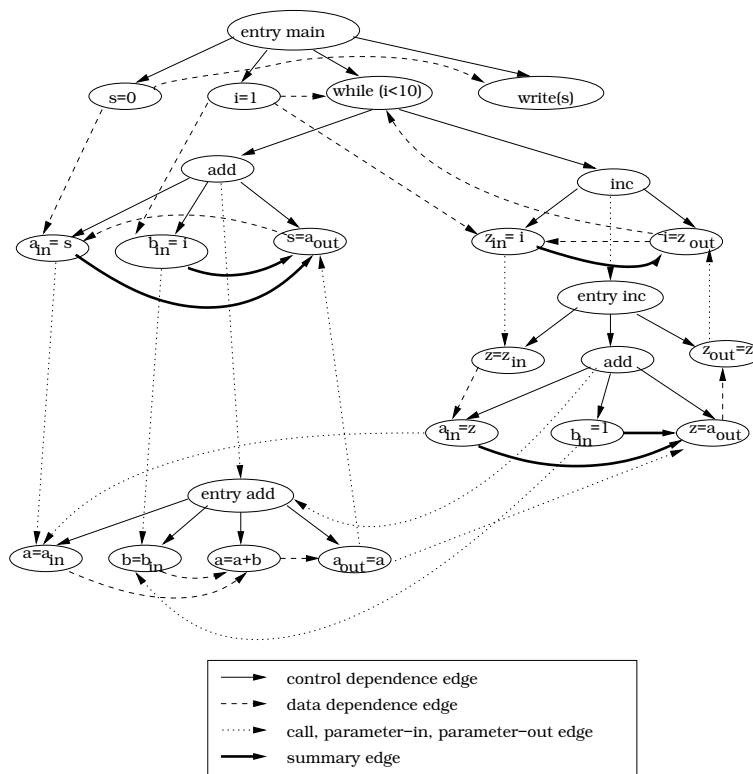 entry main
s=0
i=1
while (i<10)
write(s)
add
inc
a_in= s
b_in= i
s=a_out
z_in= i
i=z_out
entry inc
z=z_in
add
z_out=z
a_in=z
b_in=1
z=a_out
entry add
a=a_in
b=b_in
a=a+b
a_out=a
control dependence edge
data dependence edge
call, parameter−in, parameter−out edge
summary edge